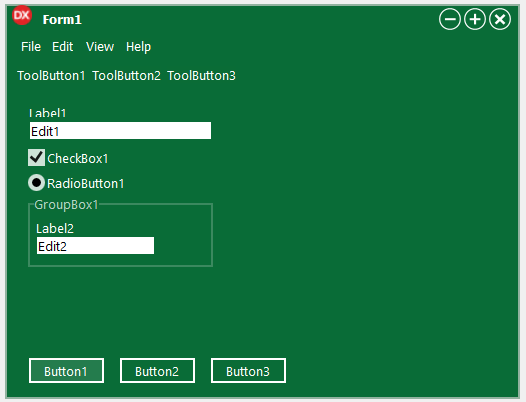 DX Form1
File Edit View Help
ToolButton1 ToolButton2 ToolButton3
Label1
Edit1
CheckBox1
RadioButton1
GroupBox1
Label2
Edit2
Button1 Button2 Button3